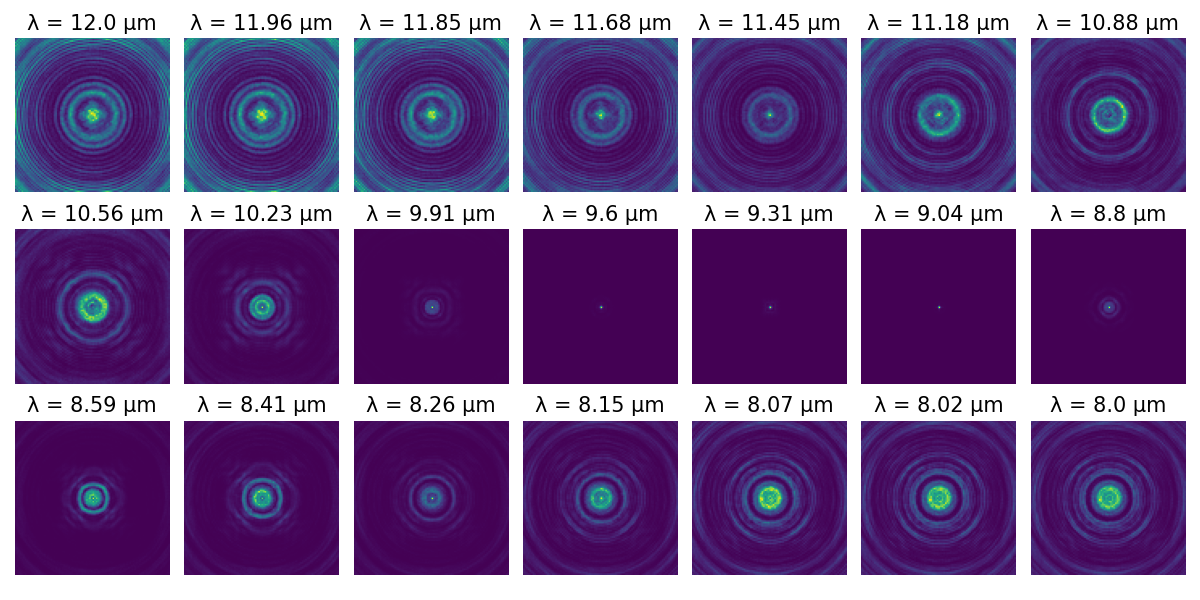 λ = 12.0 μm
λ = 11.96 μm
λ = 11.85 μm
λ = 11.68 μm
λ = 11.45 μm
λ = 11.18 μm
λ = 10.88 μm
λ = 10.56 μm
λ = 10.23 μm
λ = 9.91 μm
λ = 9.6 μm
λ = 9.31 μm
λ = 9.04 μm
λ = 8.8 μm
λ = 8.59 μm
λ = 8.41 μm
λ = 8.26 μm
λ = 8.15 μm
λ = 8.07 μm
λ = 8.02 μm
λ = 8.0 μm